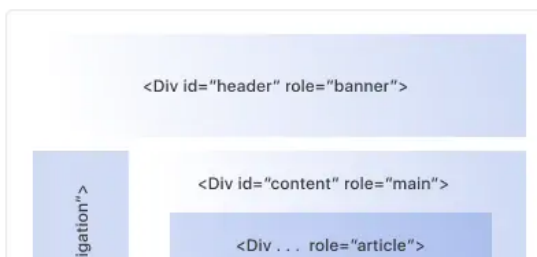 <Div id="header" role="banner">
<Div id="content" role="main">
igation">
<Div . . . role="article">